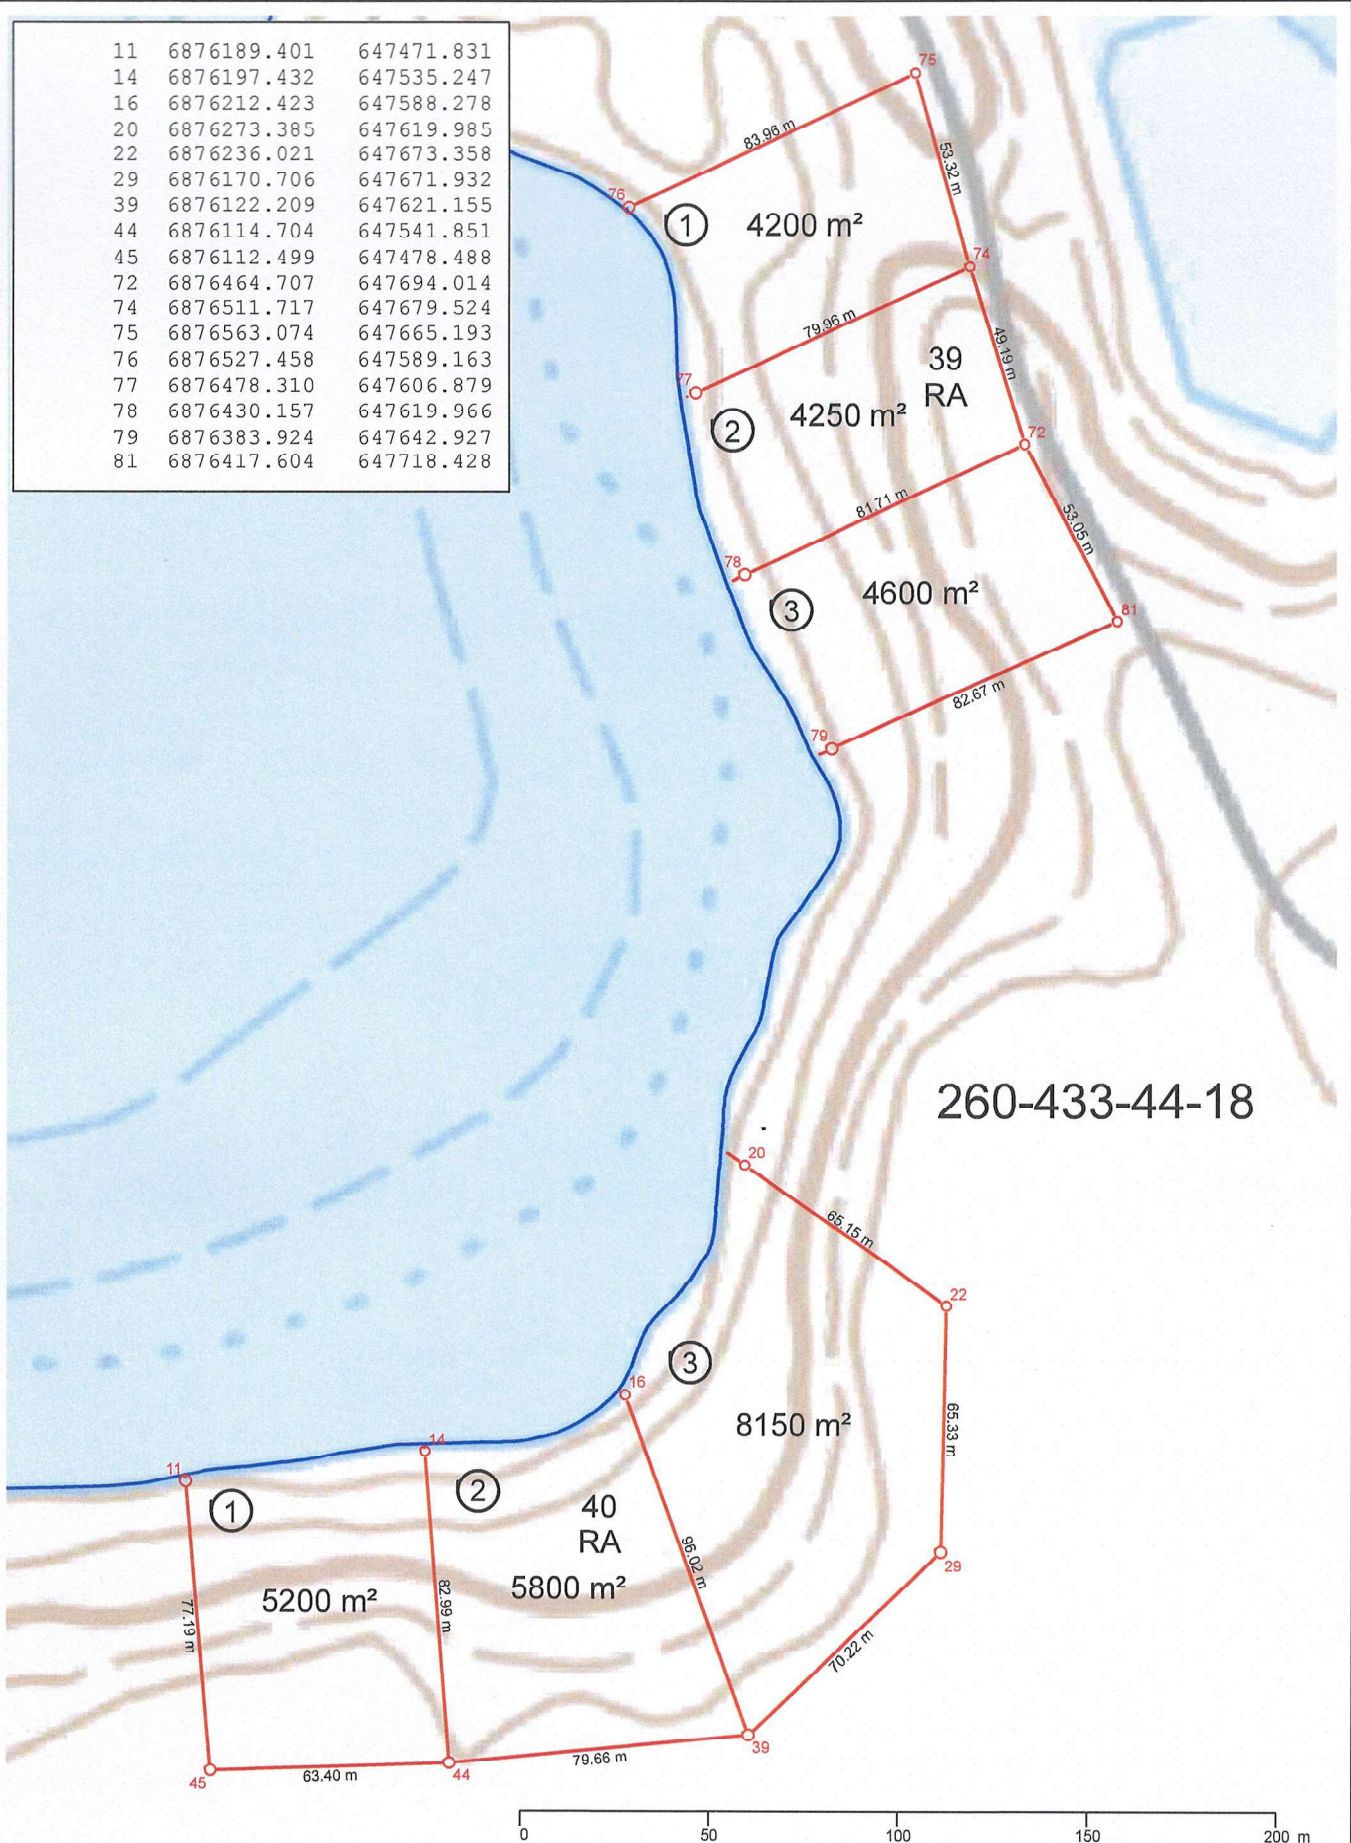 11 6876189.401 647471.831
14 6876197.432 647535.247
16 6876212.423 647588.278
20 6876273.385 647619.985
22 6876236.021 647673.358
29 6876170.706 647671.932
39 6876122.209 647621.155
44 6876114.704 647541.851
45 6876112.499 647478.488
72 6876464.707 647694.014
74 6876511.717 647679.524
75 6876563.074 647665.193
76 6876527.458 647589.163
77 6876478.310 647606.879
78 6876430.157 647619.966
79 6876383.924 647642.927
81 6876417.604 647718.428
75
83.96 m
53.32 m
76
1
4200 m²
74
79.96 m
49.19 m
39
RA
77
2
4250 m²
72
81.71 m
53.05 m
78
3
4600 m²
81
82.67 m
79
260-433-44-18
20
65.15 m
22
3
16
65.33 m
8150 m²
14
11
1
2
40
RA
96.02 m
29
5200 m²
5800 m²
77.19 m
82.99 m
70.22 m
39
79.66 m
44
63.40 m
45
0 50 100 150 200 m